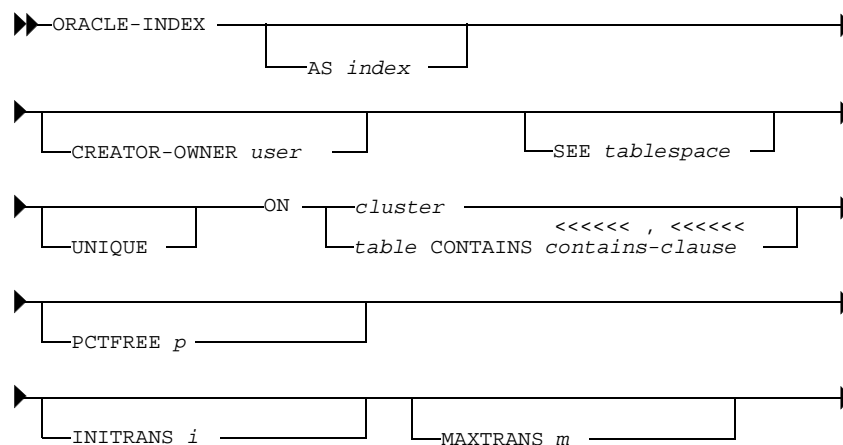 ORACLE-INDEX
AS index
CREATOR-OWNER user
SEE tablespace
ON cluster
<<<<<< , <<<<<<
UNIQUE
table CONTAINS contains-clause
PCTFREE p
INITRANS i
MAXTRANS m